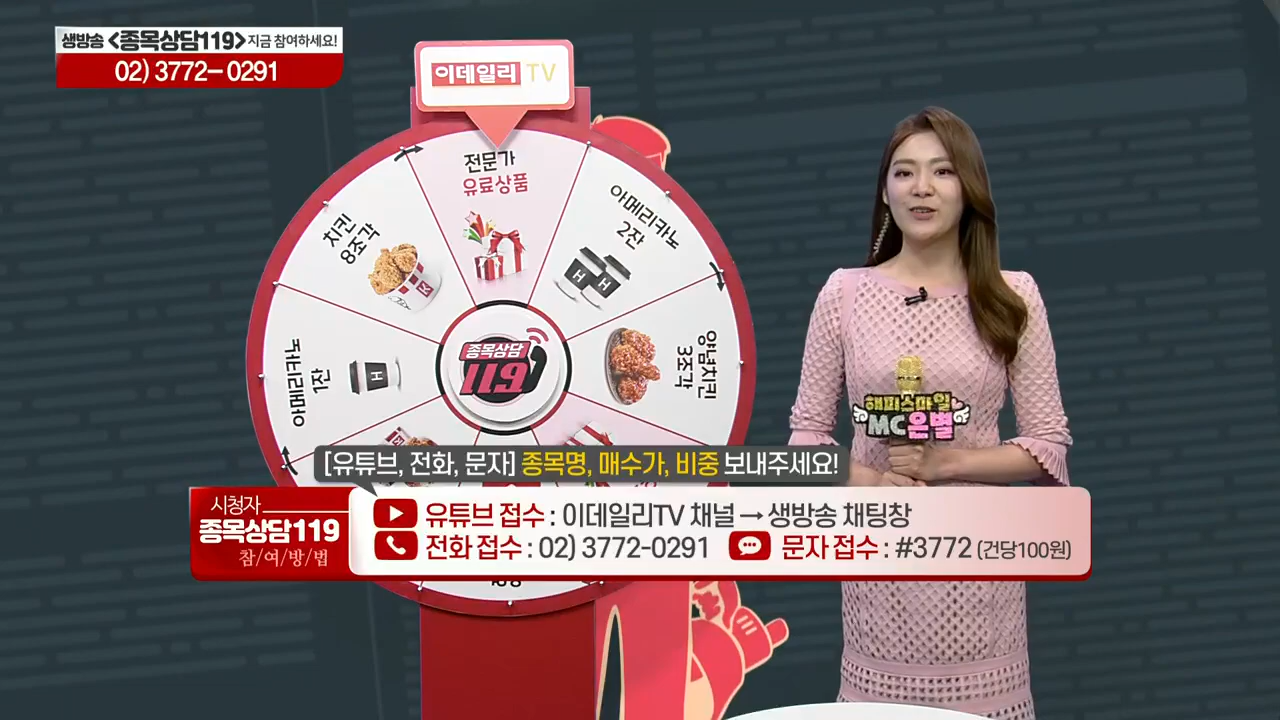 생방송 <종목상담119> 지금 참여하세요!
02) 3772-0291
이데일리 TV
전문가
유료상품
아메리카노
2잔
치킨
8조각
양념치킨
3조각
아메리카노
1잔
종목상담
119
해피스마일
MC은별
[유튜브, 전화, 문자] 종목명, 매수가, 비중 보내주세요!
시청자
종목상담119
참/여/방/법
유튜브 접수 : 이데일리TV 채널 → 생방송 채팅창
전화 접수 : 02) 3772-0291
문자 접수 : #3772 (건당100원)